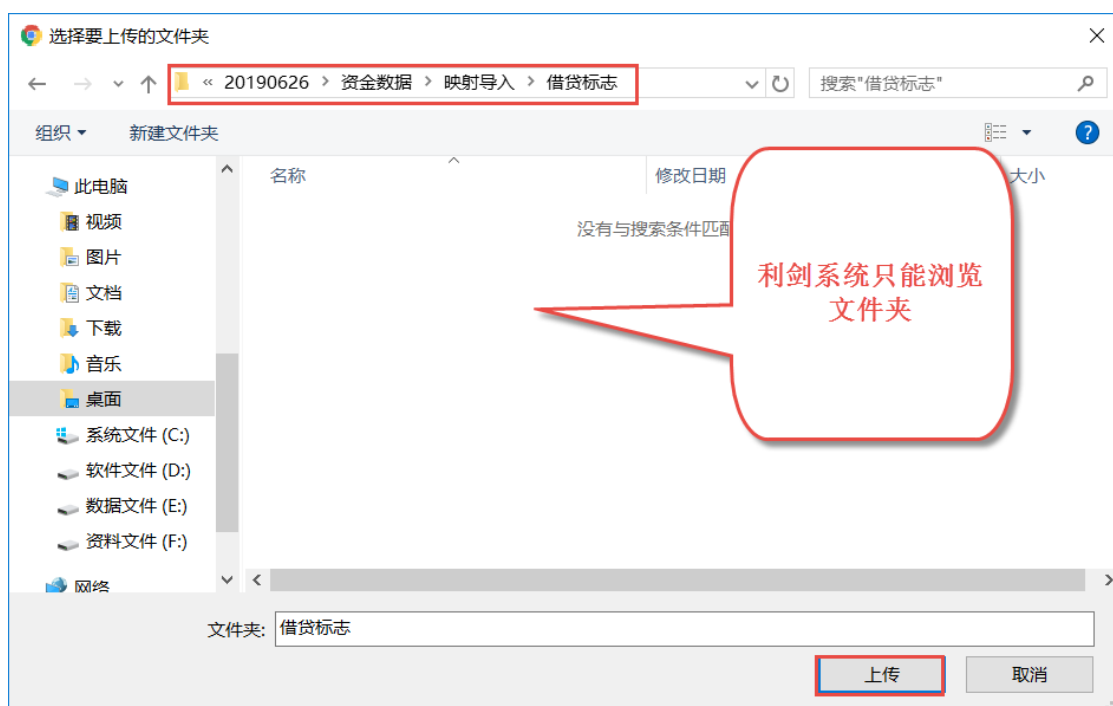 选择要上传的文件夹
« 20190626 > 资金数据 > 映射导入 > 借贷标志
搜索"借贷标志"
组织
新建文件夹
名称
修改日期
大小
此电脑
视频
图片
文档
下载
音乐
桌面
系统文件 (C:)
软件文件 (D:)
数据文件 (E:)
资料文件 (F:)
网络
没有与搜索条件匹配
利剑系统只能浏览
文件夹
文件夹: 借贷标志
上传
取消